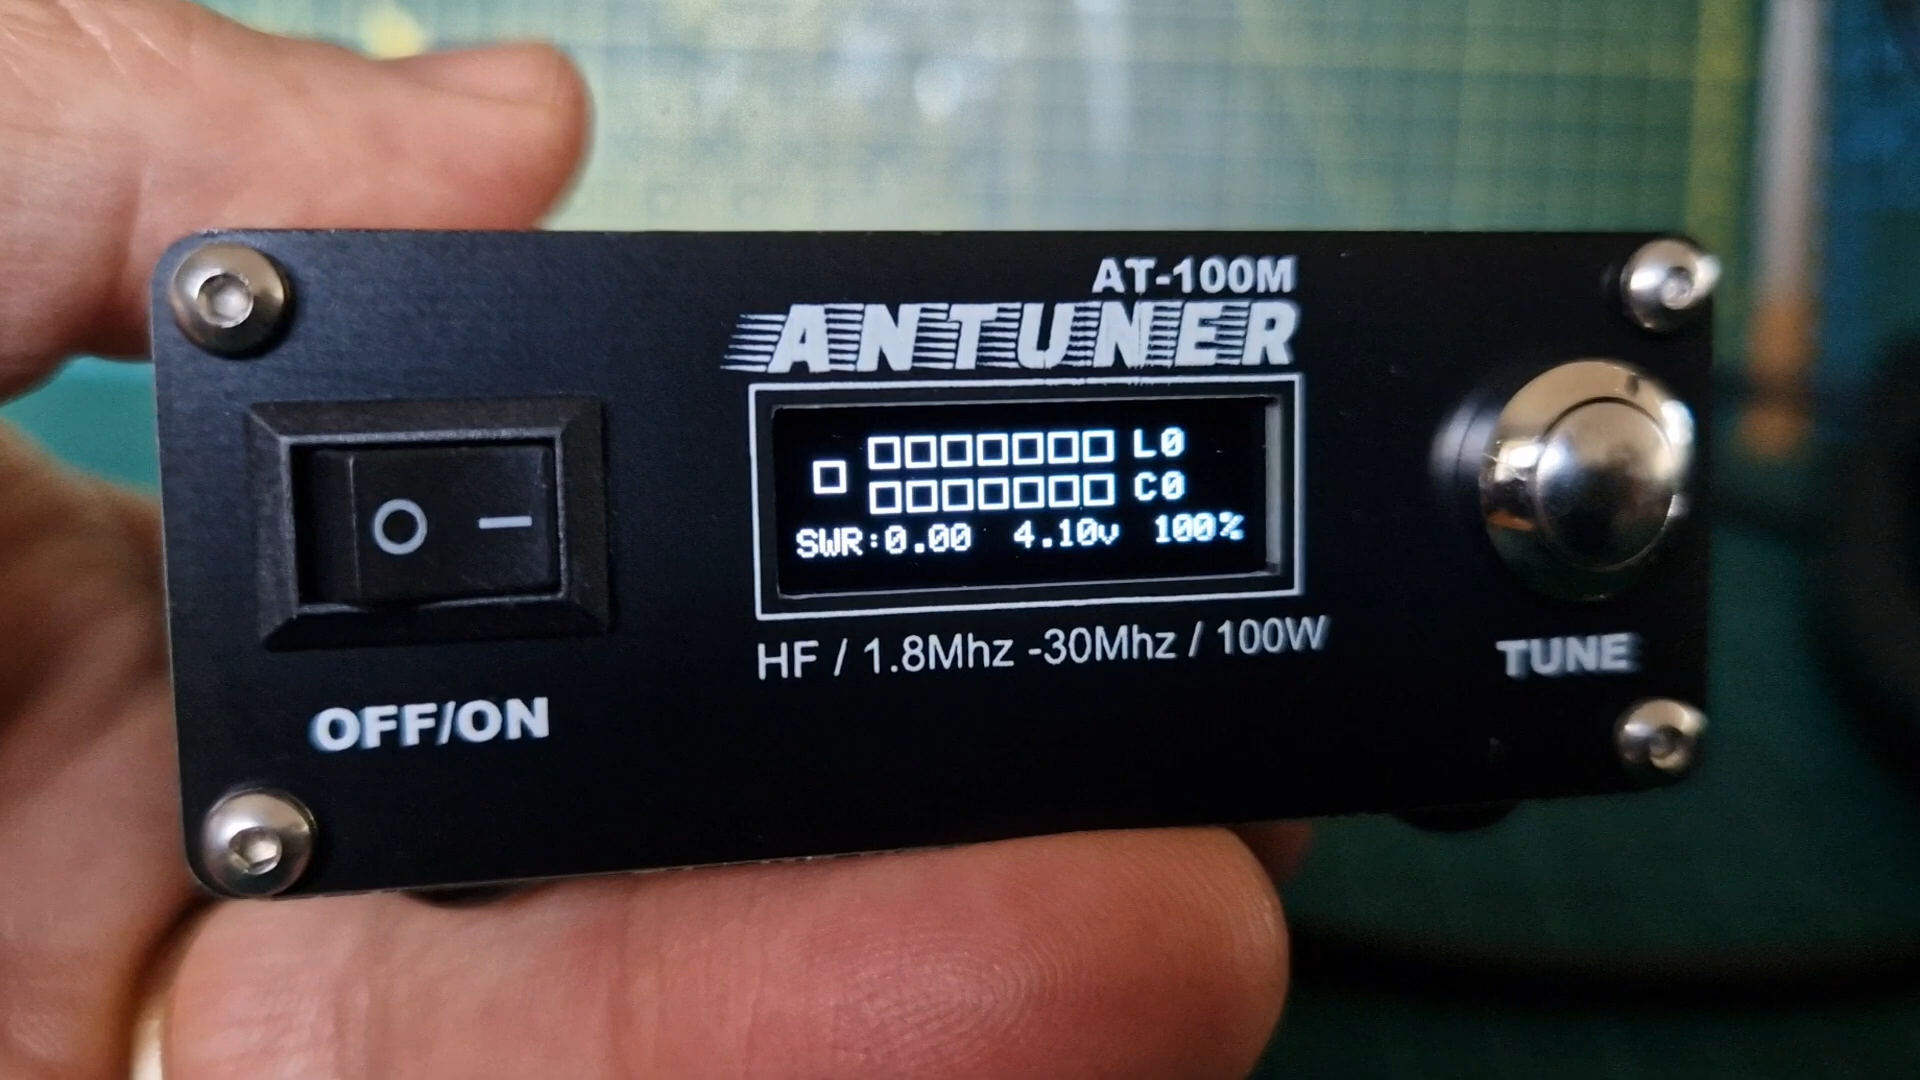 AT-100M
ANTUNER
L0
C0
SWR:0.00 4.10v 100%
HF / 1.8Mhz -30Mhz / 100W
OFF/ON
TUNE